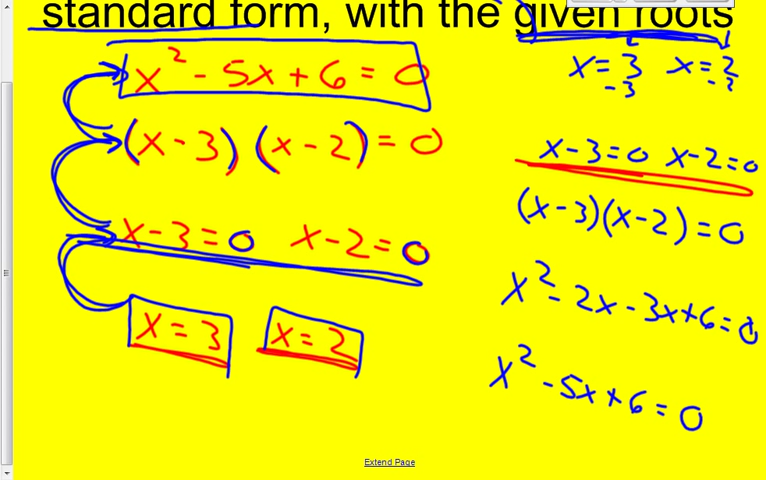 standard form, with the given roots
x² - 5x + 6 = 0
(x - 3) (x - 2) = 0
x - 3 = 0 x - 2 = 0
x = 3 x = 2
x = 3 x = 2
- 3 - 2
x - 3 = 0 x - 2 = 0
(x - 3)(x - 2) = 0
x² - 2x - 3x + 6 = 0
x² - 5x + 6 = 0
Extend Page